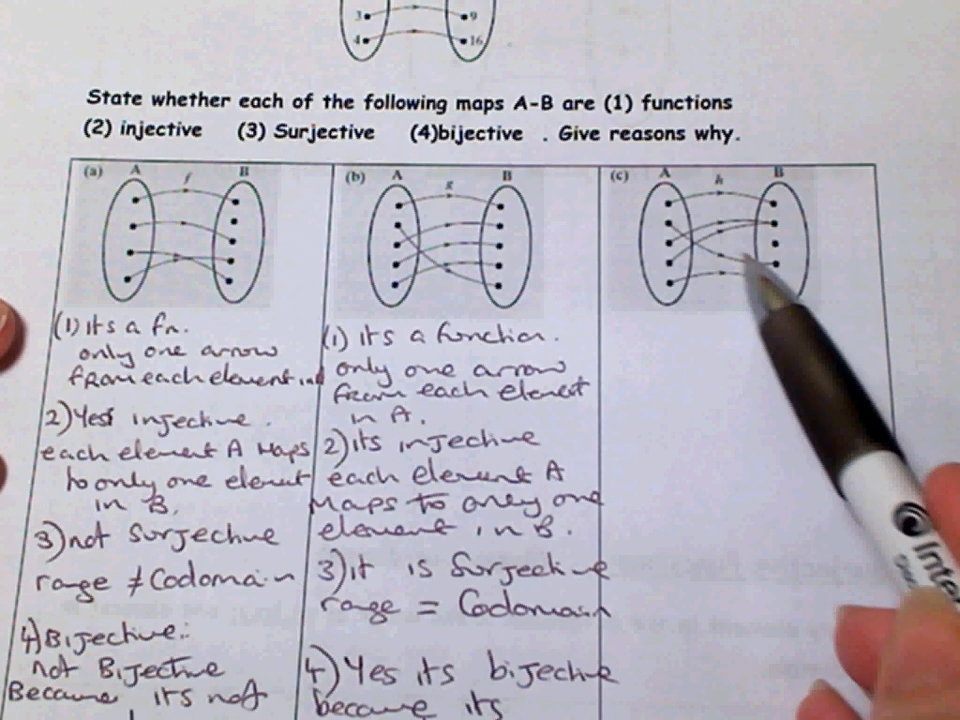 3 9
4 16
State whether each of the following maps A-B are (1) functions
(2) injective (3) Surjective (4)bijective . Give reasons why.
(a) A f B
(b) A g B
(c) A h B
(1) its a fn.
only one arrow
from each element in A
2) Yes injective.
each element A Maps
to only one element
in B
3) not Surjective
range ≠ Codomain
4) Bijective:.
not Bijective
Because its not
(1) its a function.
only one arrow
from each element
in A.
2) its injective
each element A
Maps to only one
element in B.
3) it is Surjective
range = Codomain
4) Yes its bijective
because its
Inte